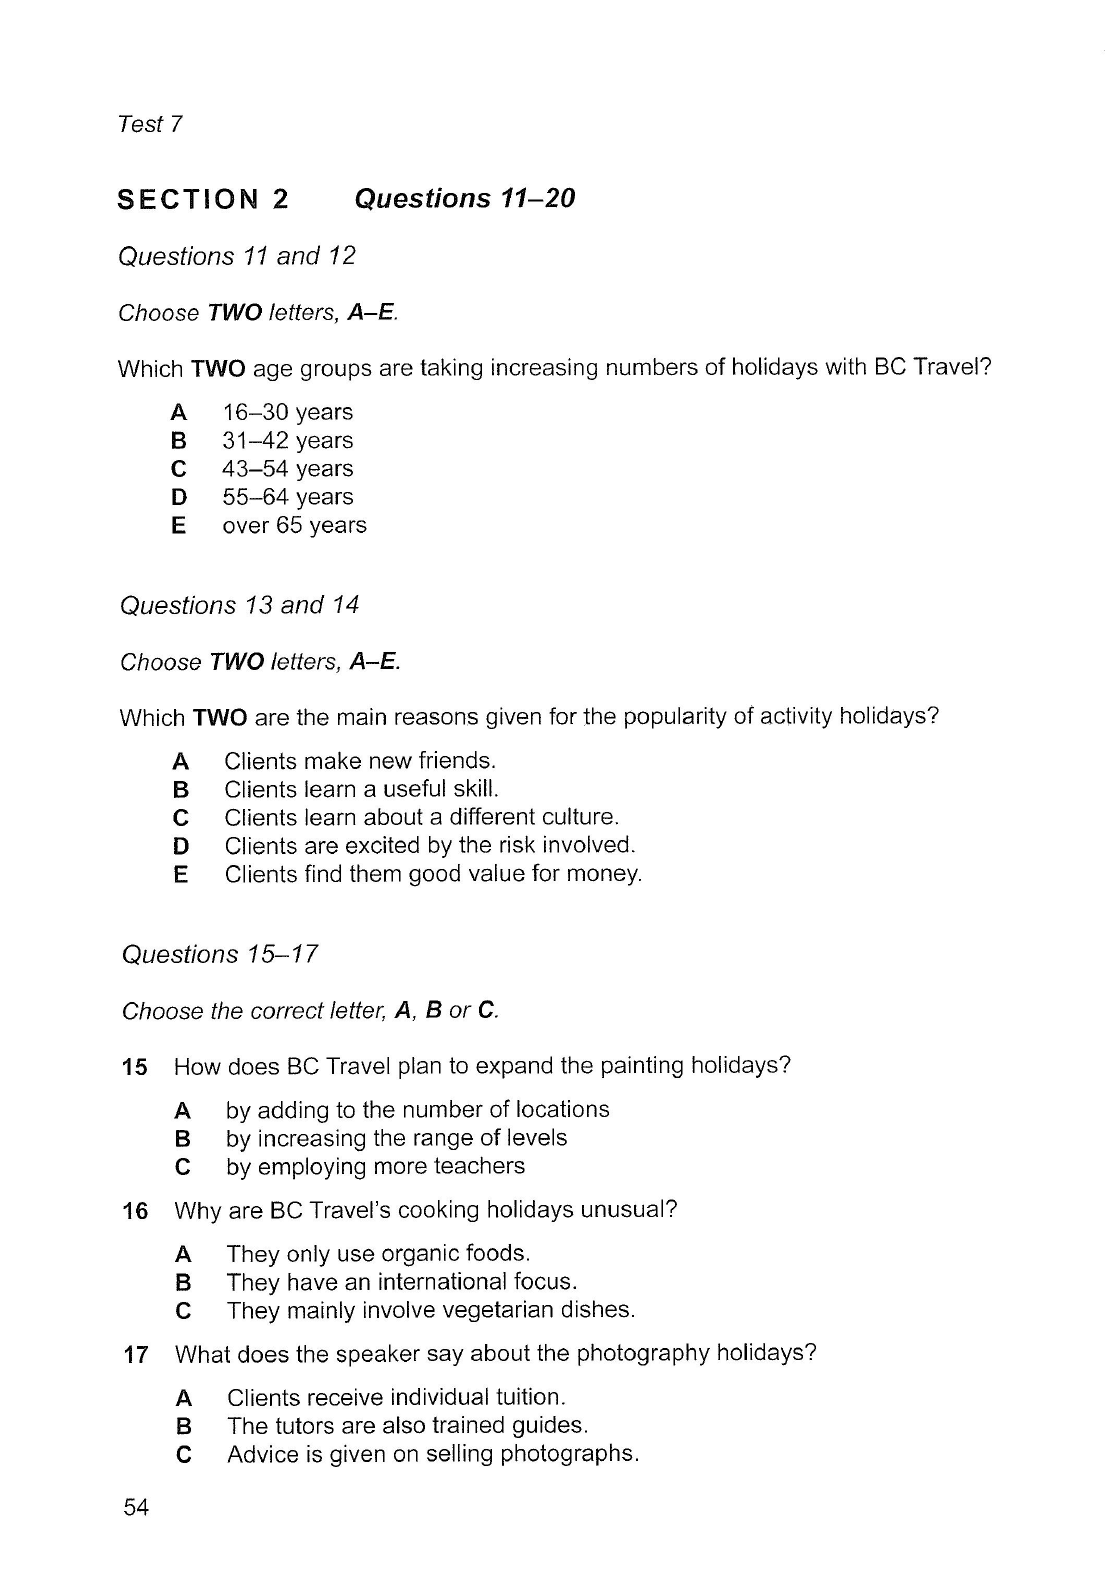 Test 7
SECTION 2 Questions 11–20
Questions 11 and 12
Choose TWO letters, A–E.
Which TWO age groups are taking increasing numbers of holidays with BC Travel?
A 16–30 years
B 31–42 years
C 43–54 years
D 55–64 years
E over 65 years
Questions 13 and 14
Choose TWO letters, A–E.
Which TWO are the main reasons given for the popularity of activity holidays?
A Clients make new friends.
B Clients learn a useful skill.
C Clients learn about a different culture.
D Clients are excited by the risk involved.
E Clients find them good value for money.
Questions 15–17
Choose the correct letter, A, B or C.
15 How does BC Travel plan to expand the painting holidays?
A by adding to the number of locations
B by increasing the range of levels
C by employing more teachers
16 Why are BC Travel's cooking holidays unusual?
A They only use organic foods.
B They have an international focus.
C They mainly involve vegetarian dishes.
17 What does the speaker say about the photography holidays?
A Clients receive individual tuition.
B The tutors are also trained guides.
C Advice is given on selling photographs.
54